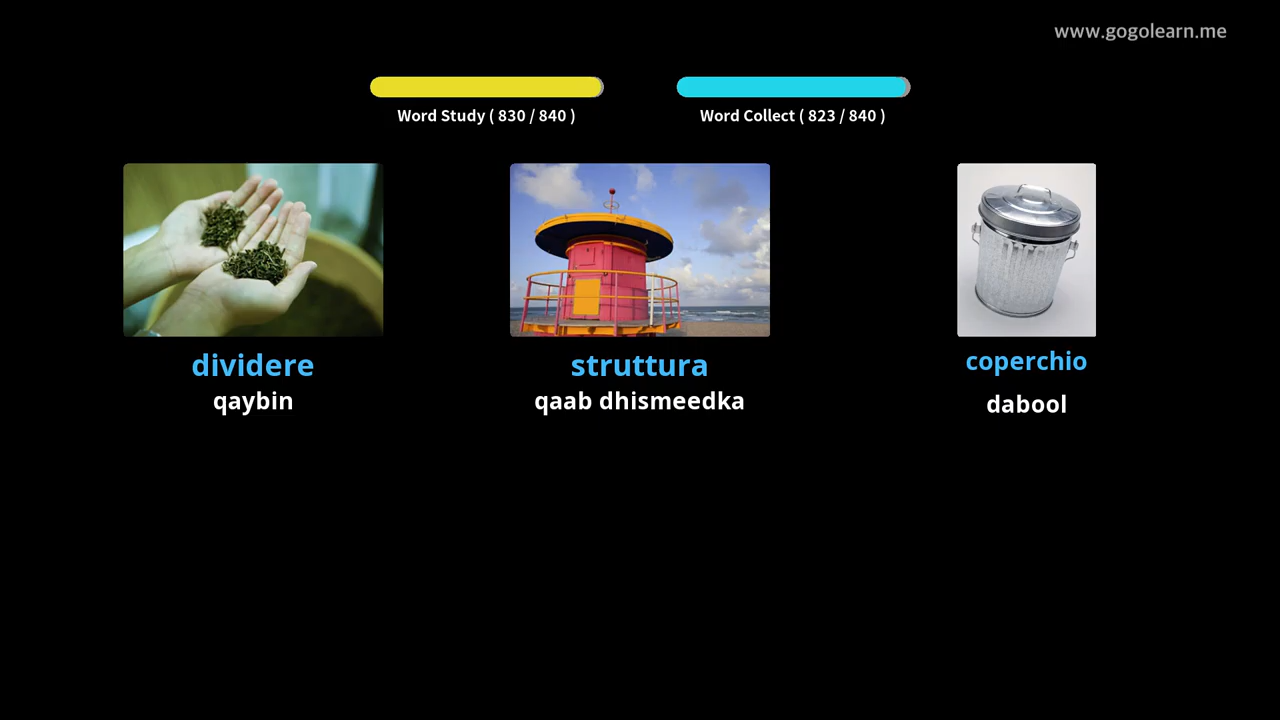 www.gogolearn.me
Word Study ( 830 / 840 )
Word Collect ( 823 / 840 )
dividere
qaybin
struttura
qaab dhismeedka
coperchio
dabool